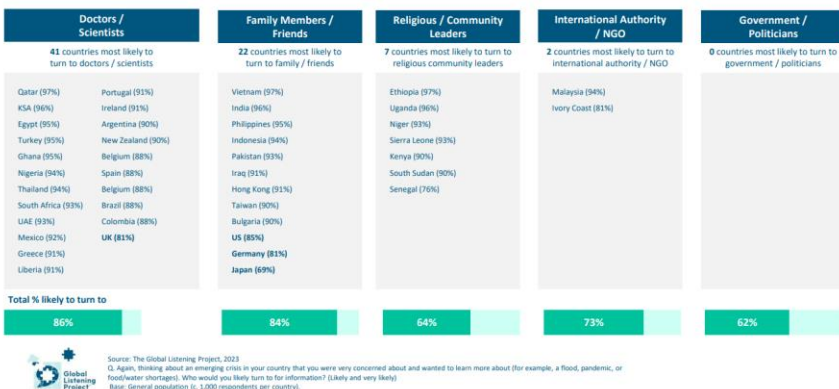 Doctors /
Scientists
41 countries most likely to
turn to doctors / scientists
Qatar (97%)
KSA (96%)
Egypt (95%)
Turkey (95%)
Ghana (95%)
Nigeria (94%)
Thailand (94%)
South Africa (93%)
UAE (93%)
Mexico (92%)
Greece (91%)
Liberia (91%)
Portugal (91%)
Ireland (91%)
Argentina (90%)
New Zealand (90%)
Belgium (88%)
Spain (88%)
Belgium (88%)
Brazil (88%)
Colombia (88%)
UK (81%)
Family Members /
Friends
22 countries most likely to
turn to family / friends
Vietnam (97%)
India (96%)
Philippines (95%)
Indonesia (94%)
Pakistan (93%)
Iraq (91%)
Hong Kong (91%)
Taiwan (90%)
Bulgaria (90%)
US (85%)
Germany (81%)
Japan (69%)
Religious / Community
Leaders
7 countries most likely to turn to
religious community leaders
Ethiopia (97%)
Uganda (96%)
Niger (93%)
Sierra Leone (93%)
Kenya (90%)
South Sudan (90%)
Senegal (76%)
International Authority
/ NGO
2 countries most likely to turn to
international authority / NGO
Malaysia (94%)
Ivory Coast (81%)
Government /
Politicians
0 countries most likely to turn to
government / politicians
Total % likely to turn to
86%
84%
64%
73%
62%
Global
Listening
Project
Source: The Global Listening Project, 2023
Q. Again, thinking about an emerging crisis in your country that you were very concerned about and wanted to learn more about (for example, a flood, pandemic, or
food/water shortages). Who would you likely turn to for information? (Likely and very likely)
Base: General population (c. 1,000 respondents per country).